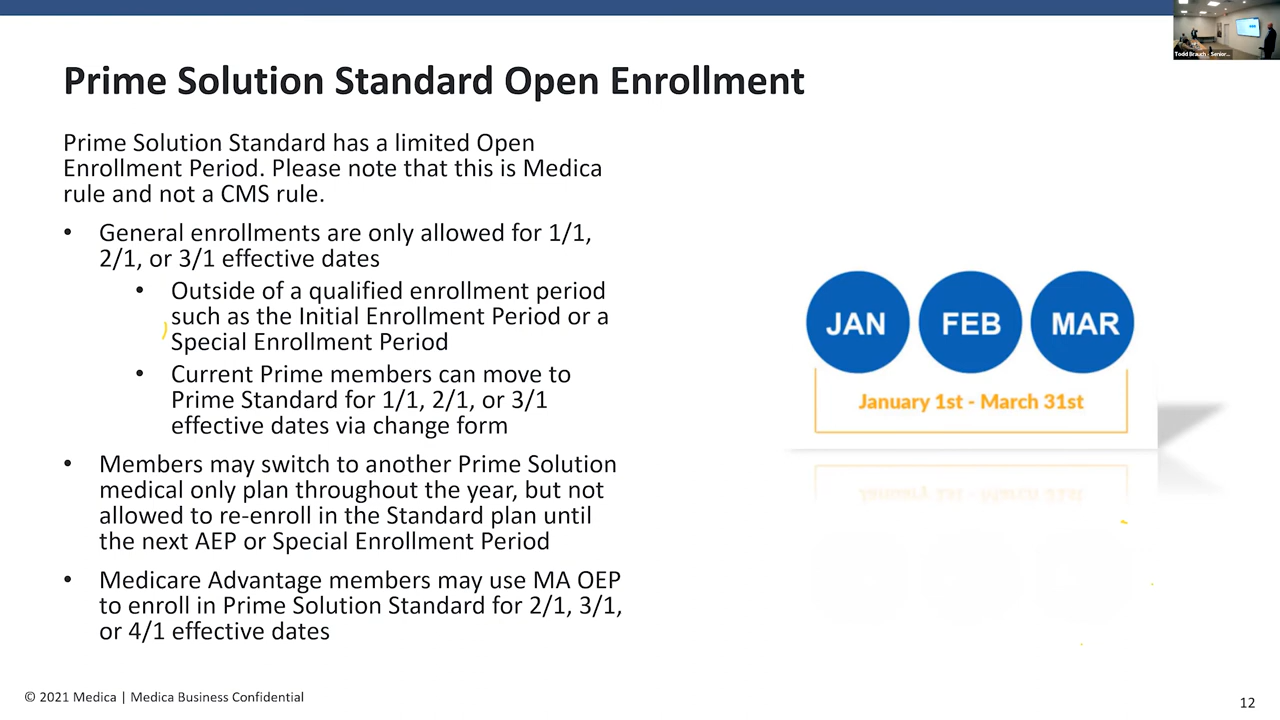 Todd Brauch - Senior...
Prime Solution Standard Open Enrollment
Prime Solution Standard has a limited Open
Enrollment Period. Please note that this is Medica
rule and not a CMS rule.
• General enrollments are only allowed for 1/1,
2/1, or 3/1 effective dates
• Outside of a qualified enrollment period
such as the Initial Enrollment Period or a
Special Enrollment Period
• Current Prime members can move to
Prime Standard for 1/1, 2/1, or 3/1
effective dates via change form
• Members may switch to another Prime Solution
medical only plan throughout the year, but not
allowed to re-enroll in the Standard plan until
the next AEP or Special Enrollment Period
• Medicare Advantage members may use MA OEP
to enroll in Prime Solution Standard for 2/1, 3/1,
or 4/1 effective dates
JAN FEB MAR
January 1st - March 31st
© 2021 Medica | Medica Business Confidential
12